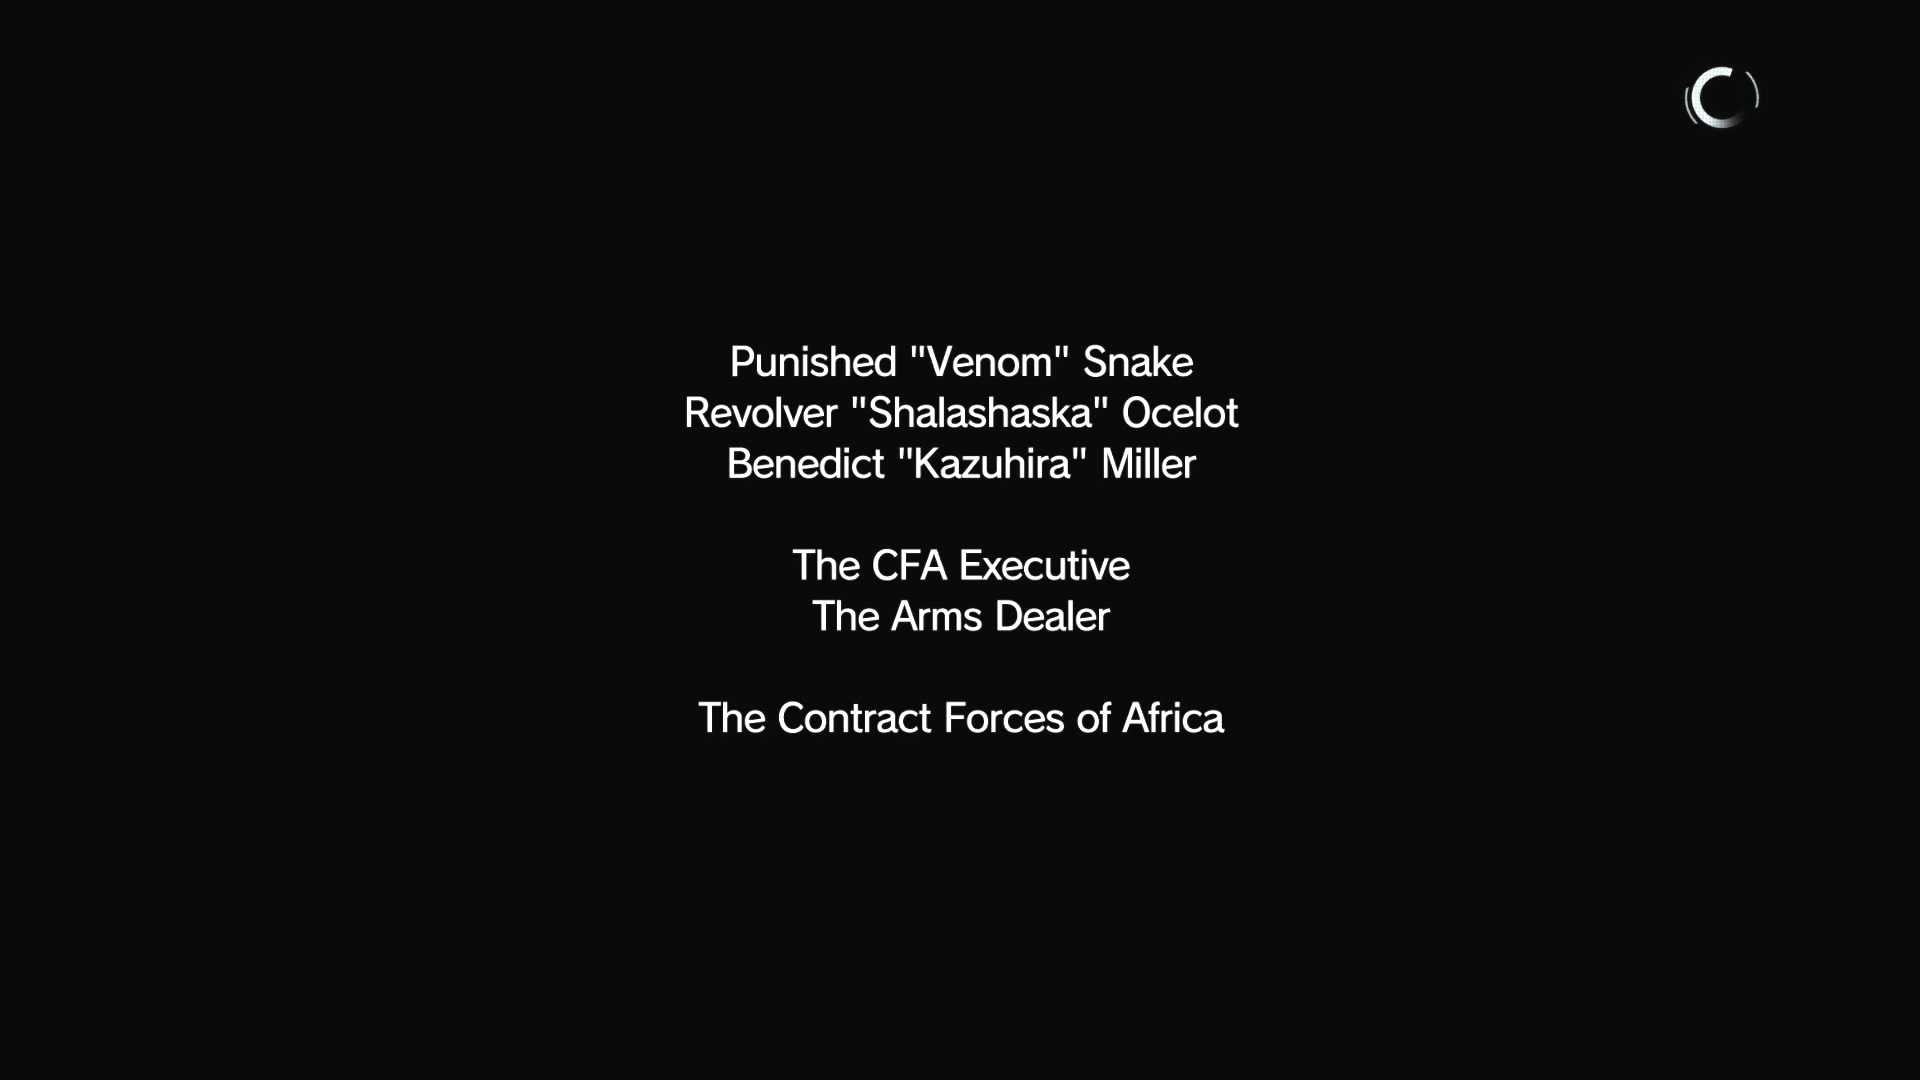 Punished "Venom" Snake
Revolver "Shalashaska" Ocelot
Benedict "Kazuhira" Miller
The CFA Executive
The Arms Dealer
The Contract Forces of Africa